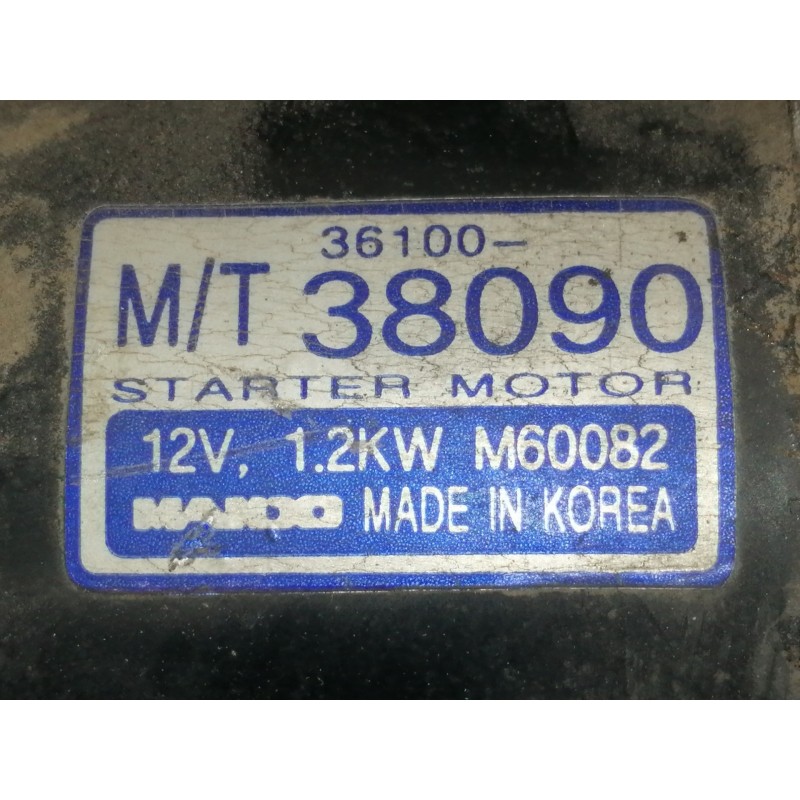 36100-
M/T 38090
STARTER MOTOR
12V, 1.2KW M60082
MANDO MADE IN KOREA